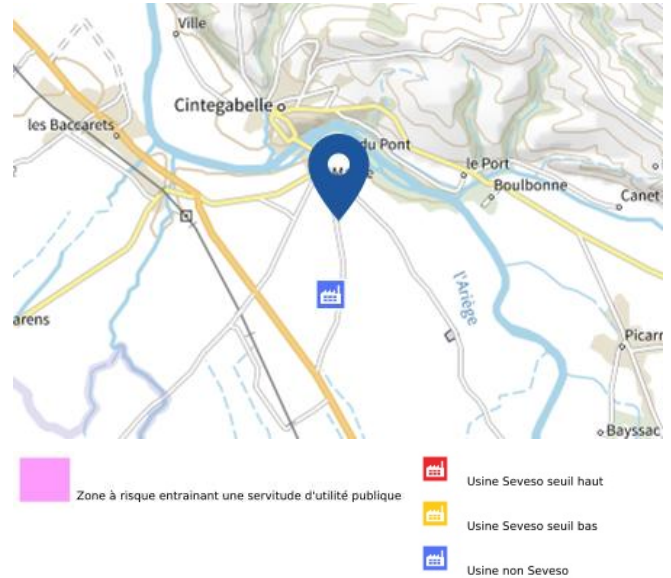 Ville
Cintegabelle
les Baccarets
du Pont
le Port
Boulbonne
Canet
l'Ariège
arens
Picarr
Bayssac
Zone à risque entrainant une servitude d'utilité publique
Usine Seveso seuil haut
Usine Seveso seuil bas
Usine non Seveso